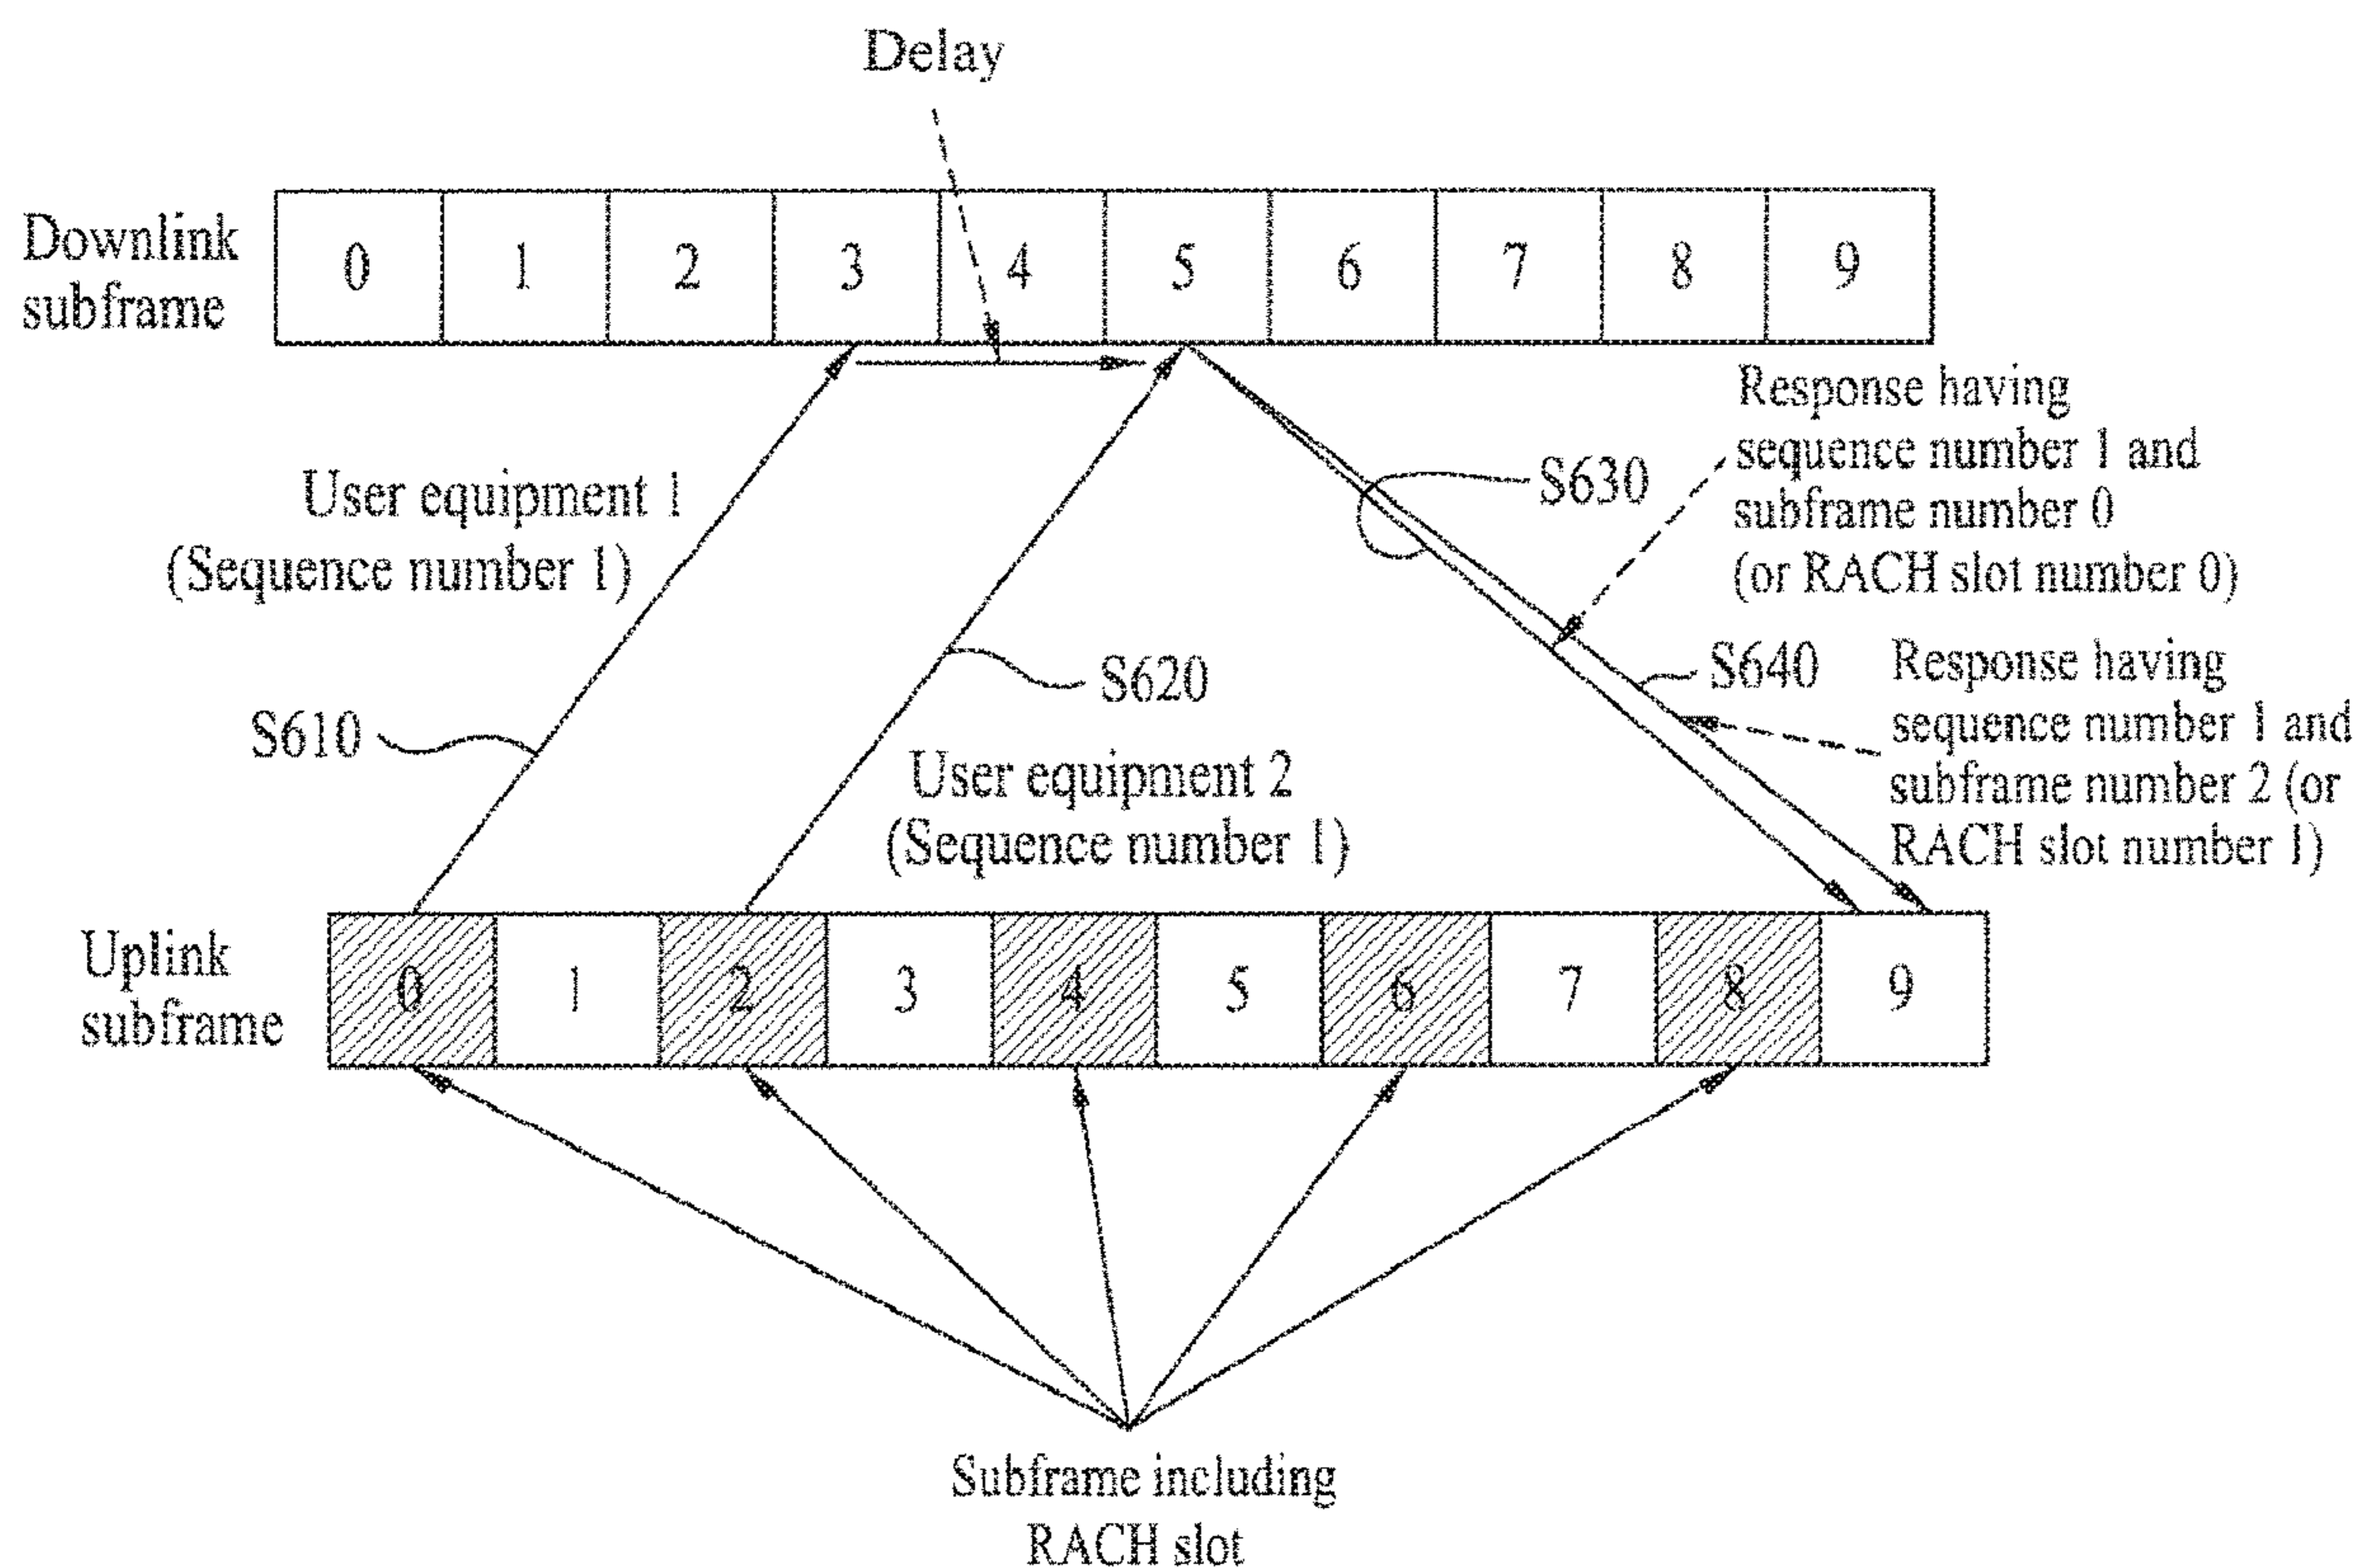 Delay
Downlink
subframe
0 1 2 3 4 5 6 7 8 9
Response having
sequence number 1 and
subframe number 0
(or RACH slot number 0)
S630
User equipment 1
(Sequence number 1)
S620
S640
Response having
sequence number 1 and
subframe number 2 (or
RACH slot number 1)
S610
User equipment 2
(Sequence number 1)
Uplink
subframe
0 1 2 3 4 5 6 7 8 9
Subframe including
RACH slot